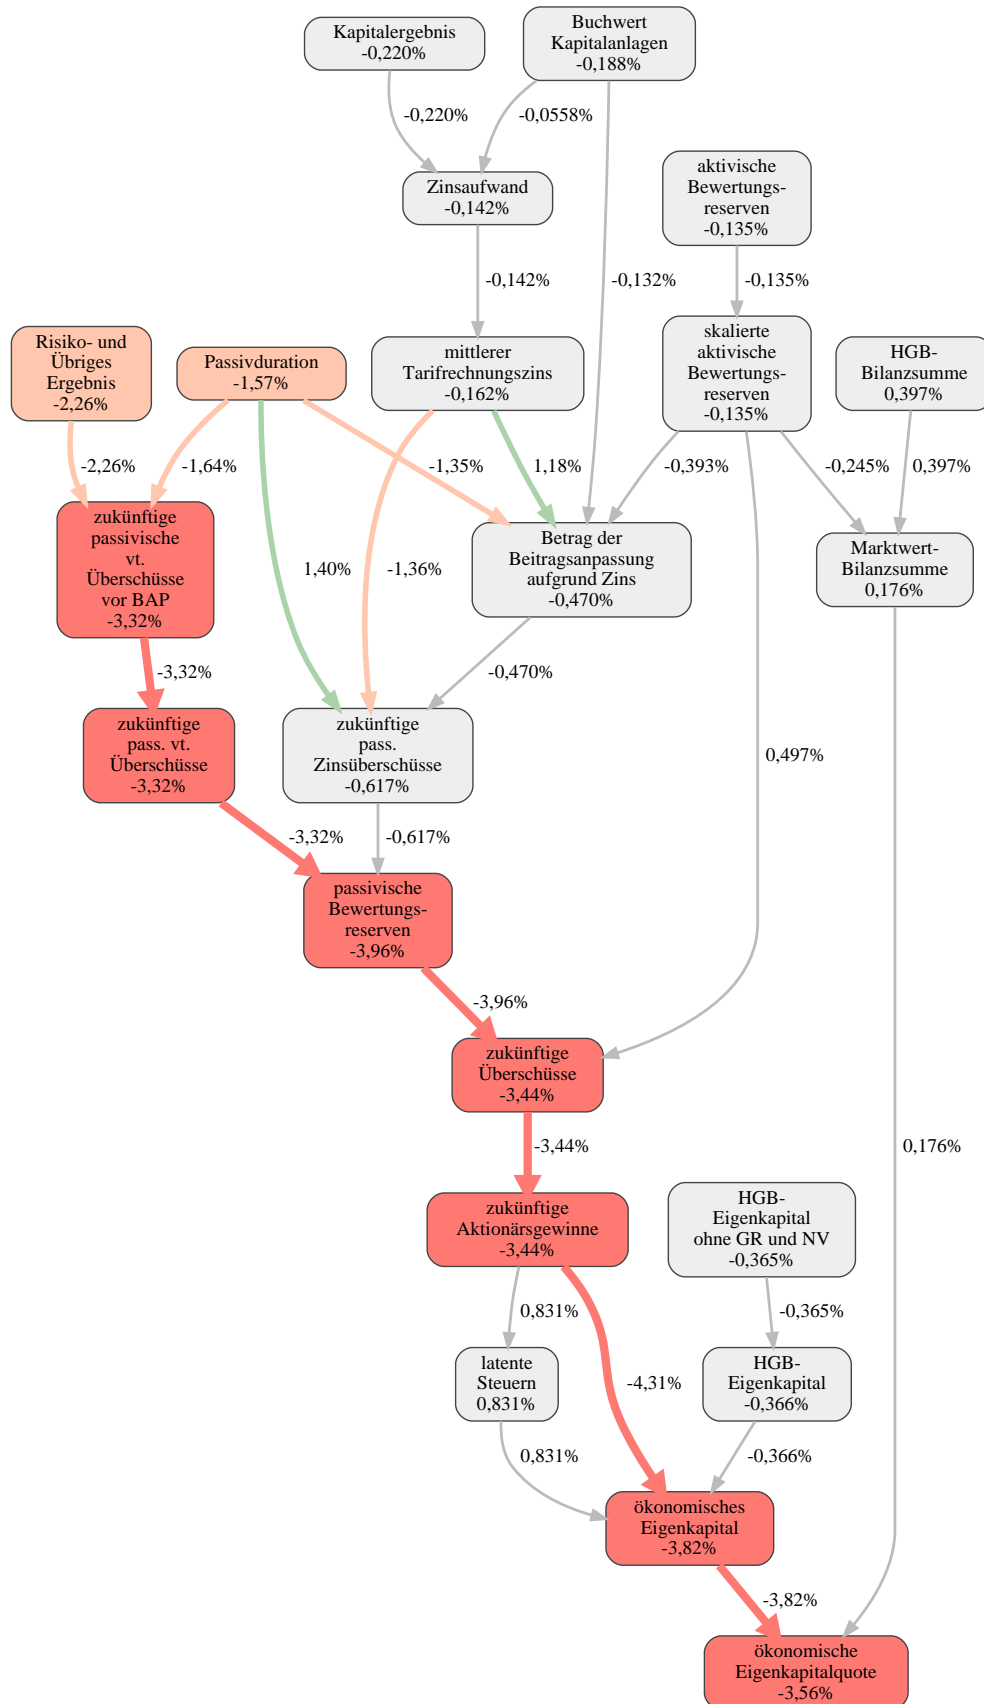 Kapitalergebnis
-0,220%
Buchwert
Kapitalanlagen
-0,188%
-0,220%
-0,0558%
Zinsaufwand
-0,142%
aktivische
Bewertungs-
reserven
-0,135%
-0,142%
-0,132%
-0,135%
Risiko- und
Übriges
Ergebnis
-2,26%
Passivduration
-1,57%
mittlerer
Tarifrechnungszins
-0,162%
skalierte
aktivische
Bewertungs-
reserven
-0,135%
HGB-
Bilanzsumme
0,397%
-2,26%
-1,64%
-1,35%
1,18%
-0,393%
-0,245%
0,397%
zukünftige
passivische
vt.
Überschüsse
vor BAP
-3,32%
1,40%
-1,36%
Betrag der
Beitragsanpassung
aufgrund Zins
-0,470%
Marktwert-
Bilanzsumme
0,176%
-3,32%
-0,470%
zukünftige
pass. vt.
Überschüsse
-3,32%
zukünftige
pass.
Zinsüberschüsse
-0,617%
0,497%
-3,32%
-0,617%
passivische
Bewertungs-
reserven
-3,96%
-3,96%
zukünftige
Überschüsse
-3,44%
-3,44%
0,176%
zukünftige
Aktionärsgewinne
-3,44%
HGB-
Eigenkapital
ohne GR und NV
-0,365%
0,831%
-0,365%
latente
Steuern
0,831%
-4,31%
HGB-
Eigenkapital
-0,366%
0,831%
-0,366%
ökonomisches
Eigenkapital
-3,82%
-3,82%
ökonomische
Eigenkapitalquote
-3,56%